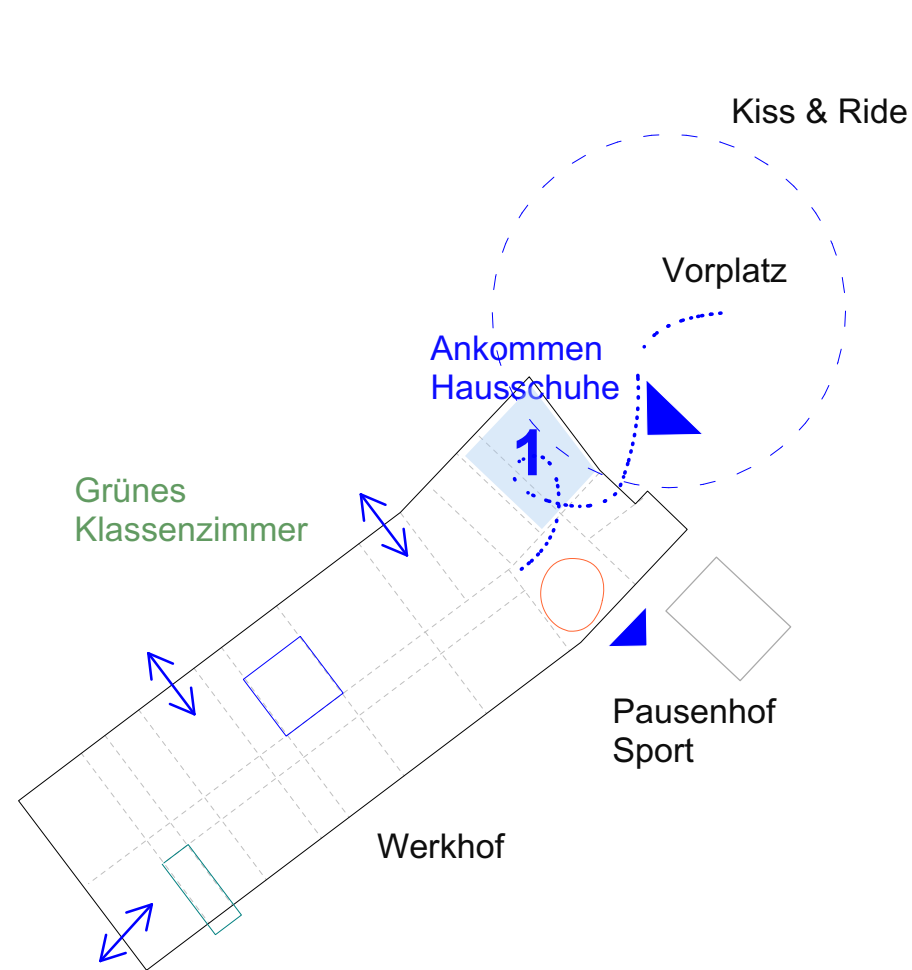 Kiss & Ride
Vorplatz
Ankommen
Hausschuhe
1
Grünes
Klassenzimmer
Pausenhof
Sport
Werkhof